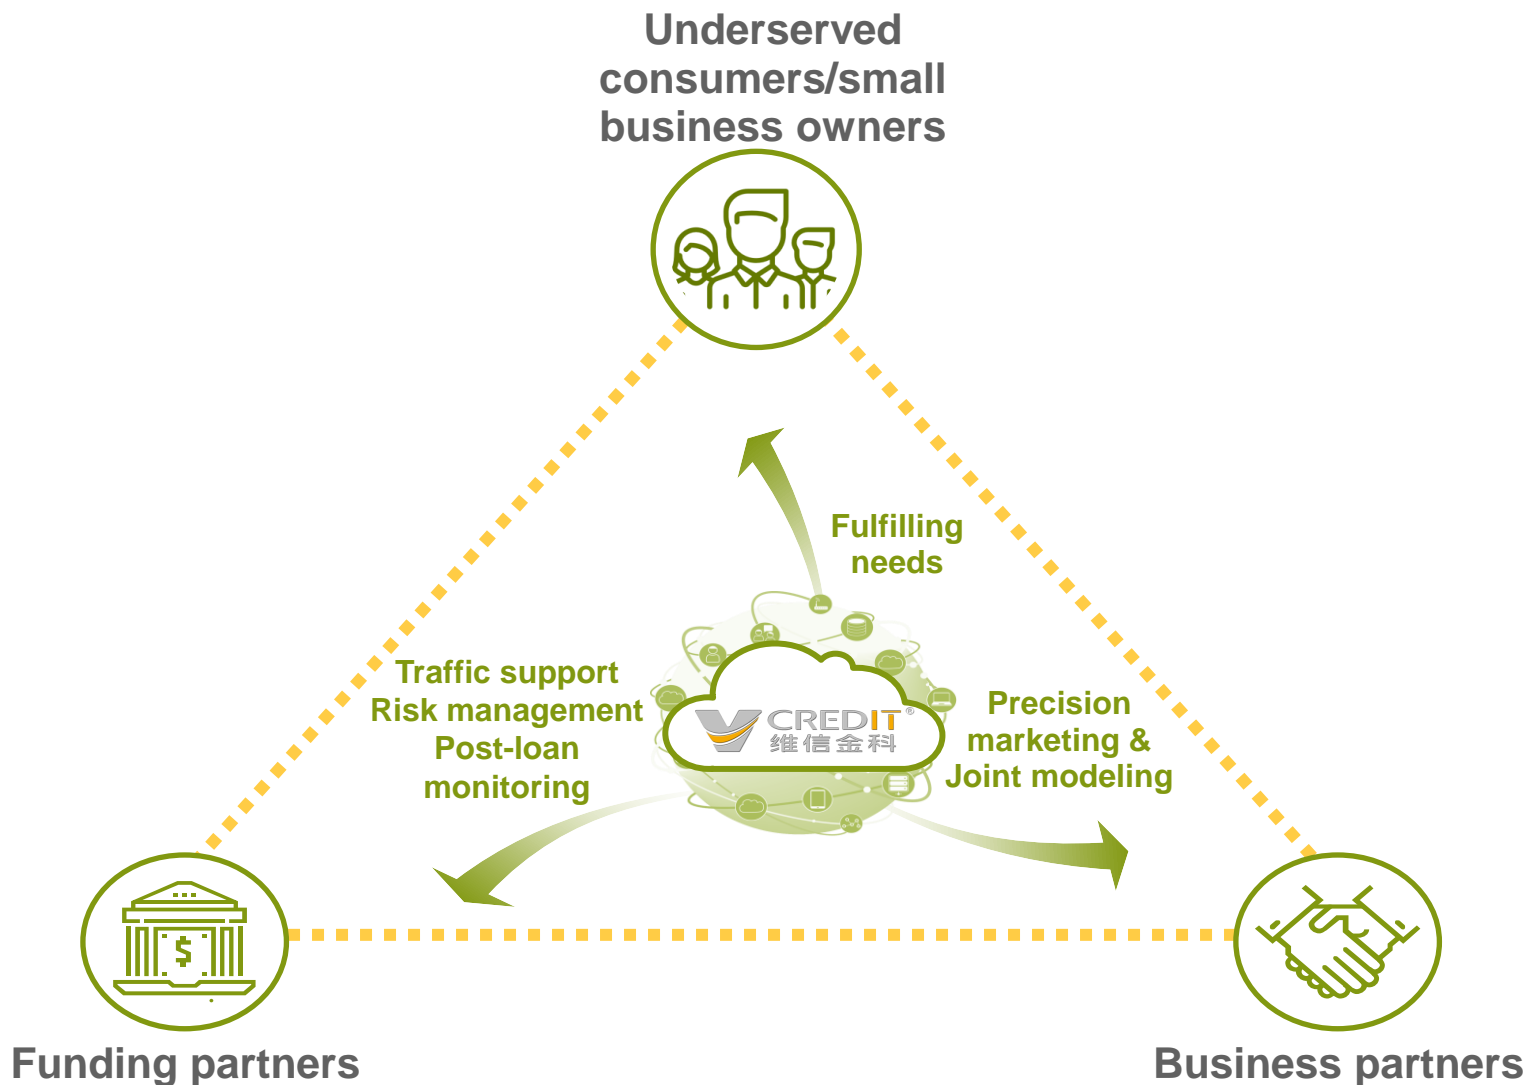 Underserved
consumers/small
business owners
Fulfilling
needs
Traffic support
Risk management
Post-loan
monitoring
V CREDIT®
维信金科
Precision
marketing &
Joint modeling
$
Funding partners
Business partners